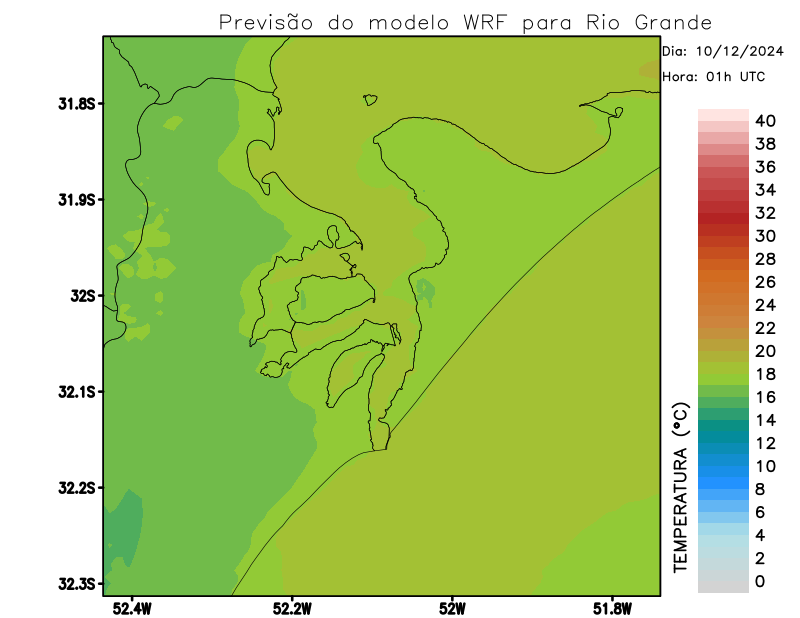 Previsão do modelo WRF para Rio Grande
Dia: 10/12/2024
Hora: 01h UTC
31.8S
31.9S
32S
32.1S
32.2S
32.3S
52.4W
52.2W
52W
51.8W
TEMPERATURA (°C)
40
38
36
34
32
30
28
26
24
22
20
18
16
14
12
10
8
6
4
2
0